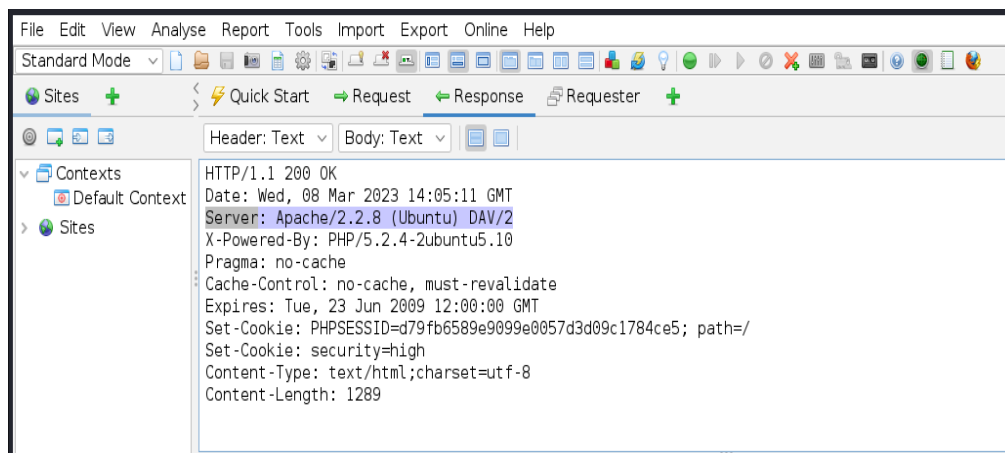 File Edit View Analyse Report Tools Import Export Online Help
Standard Mode
Sites Quick Start Request Response Requester
Header: Text Body: Text
Contexts
Default Context
Sites
HTTP/1.1 200 OK
Date: Wed, 08 Mar 2023 14:05:11 GMT
Server: Apache/2.2.8 (Ubuntu) DAV/2
X-Powered-By: PHP/5.2.4-2ubuntu5.10
Pragma: no-cache
Cache-Control: no-cache, must-revalidate
Expires: Tue, 23 Jun 2009 12:00:00 GMT
Set-Cookie: PHPSESSID=d79fb6589e9099e0057d3d09c1784ce5; path=/
Set-Cookie: security=high
Content-Type: text/html;charset=utf-8
Content-Length: 1289